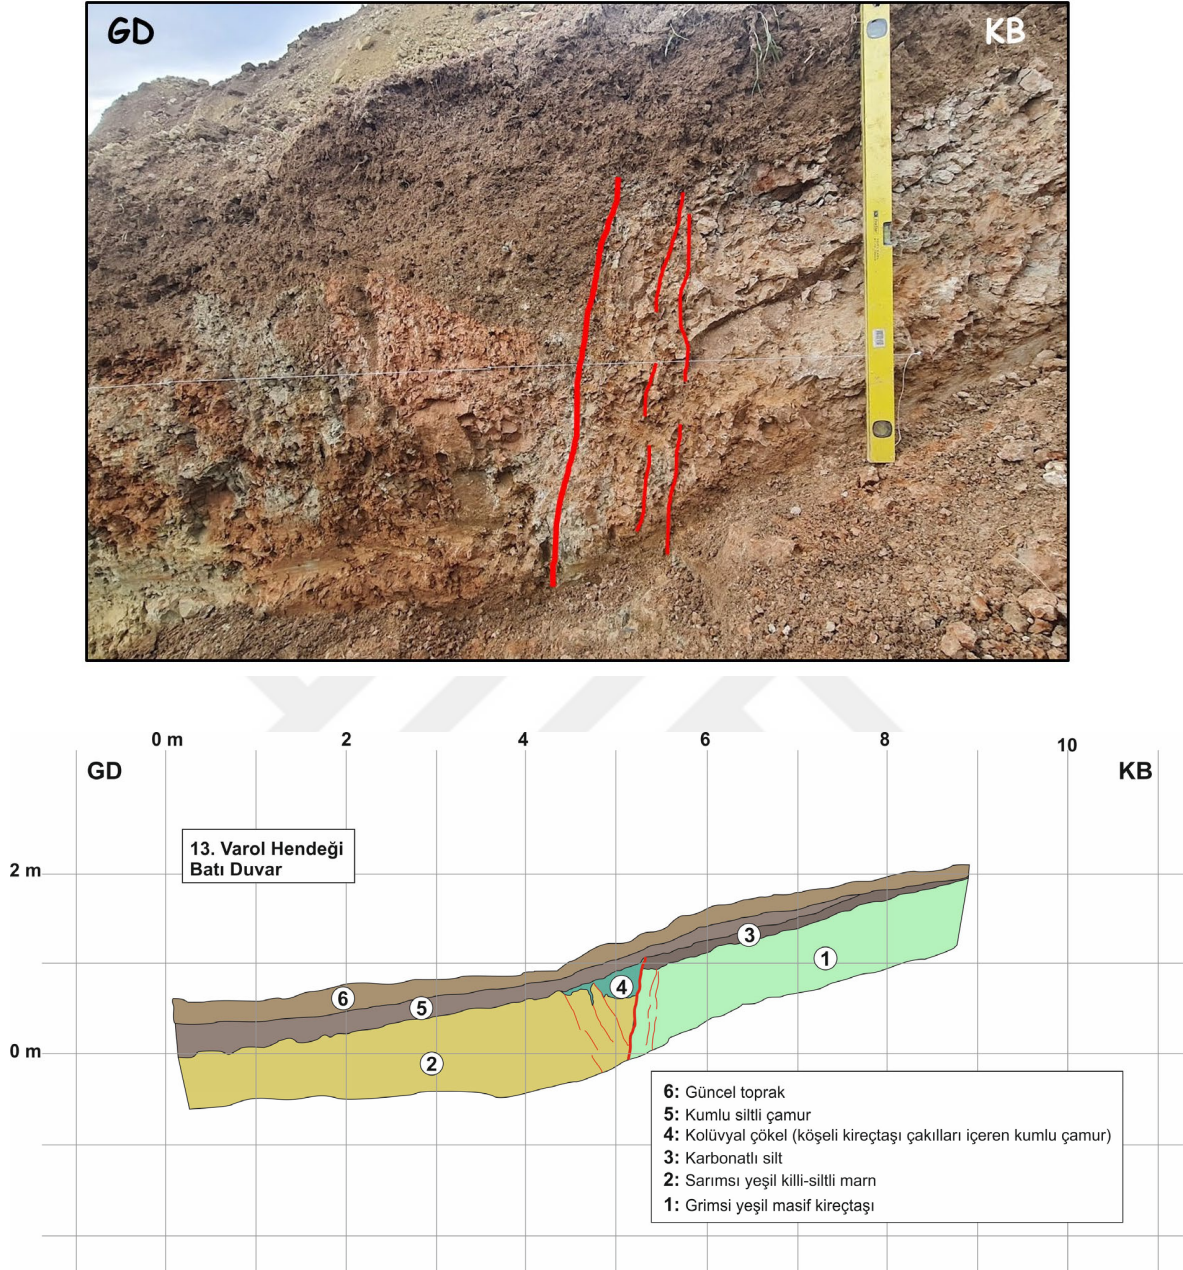 GD KB
0 m 2 4 6 8 10
GD KB
13. Varol Hendeği
Batı Duvar
2 m
3
1
4
6
5
0 m
2
6: Güncel toprak
5: Kumlu siltli çamur
4: Kolüvyal çökel (köşeli kireçtaşı çakılları içeren kumlu çamur)
3: Karbonatlı silt
2: Sarımsı yeşil killi-siltli marn
1: Grimsi yeşil masif kireçtaşı